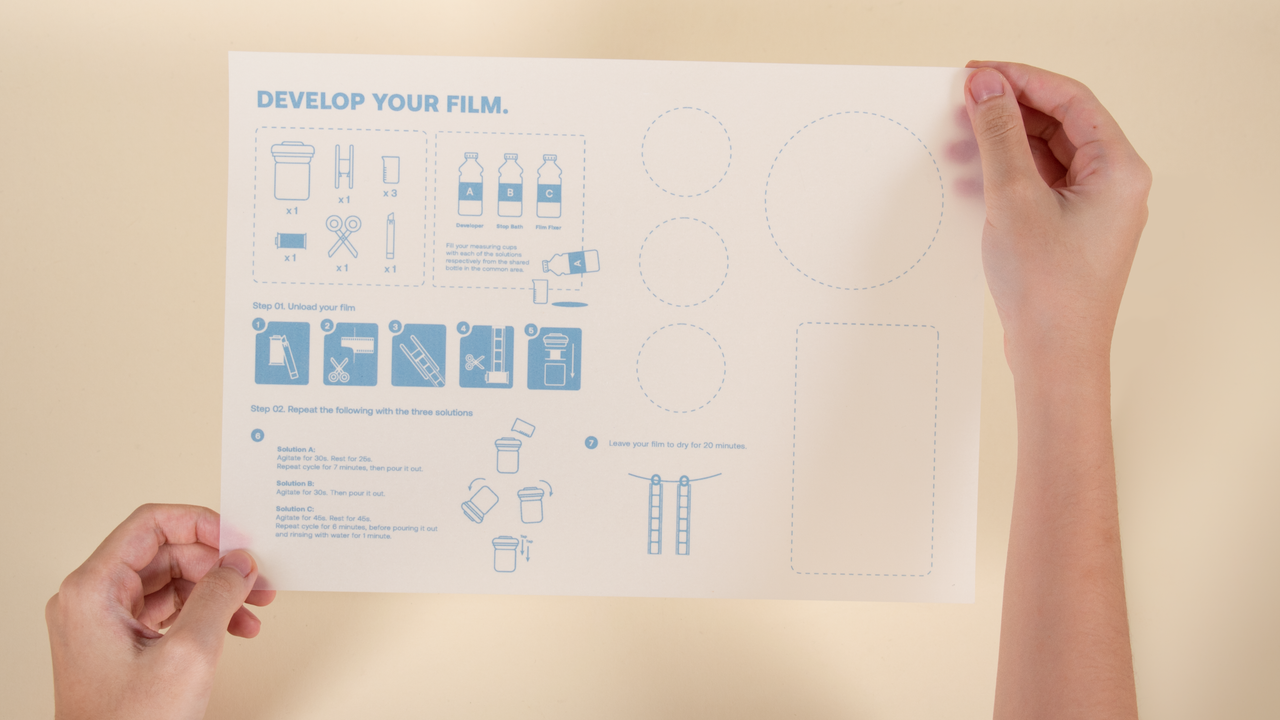 DEVELOP YOUR FILM.
x 1
x 1
x 3
x 1
x 1
x 1
A
B
C
Developer
Stop Bath
Film Fixer
Fill your measuring cups
with each of the solutions
respectively from the shared
bottle in the common area.
A
Step 01. Unload your film
1
2
3
4
5
Step 02. Repeat the following with the three solutions
6
Solution A:
Agitate for 30s. Rest for 25s.
Repeat cycle for 7 minutes, then pour it out.
Solution B:
Agitate for 30s. Then pour it out.
Solution C:
Agitate for 45s. Rest for 45s.
Repeat cycle for 6 minutes, before pouring it out
and rinsing with water for 1 minute.
Tap
Tap
7
Leave your film to dry for 20 minutes.